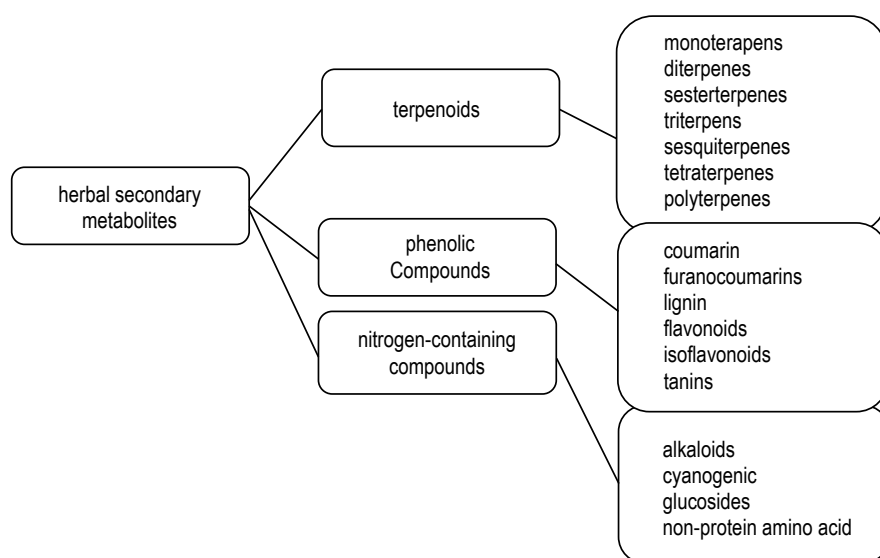 herbal secondary
metabolites
terpenoids
monoterapens
diterpenes
sesterterpenes
triterpens
sesquiterpenes
tetraterpenes
polyterpenes
phenolic
Compounds
coumarin
furanocoumarins
lignin
flavonoids
isoflavonoids
tanins
nitrogen-containing
compounds
alkaloids
cyanogenic
glucosides
non-protein amino acid